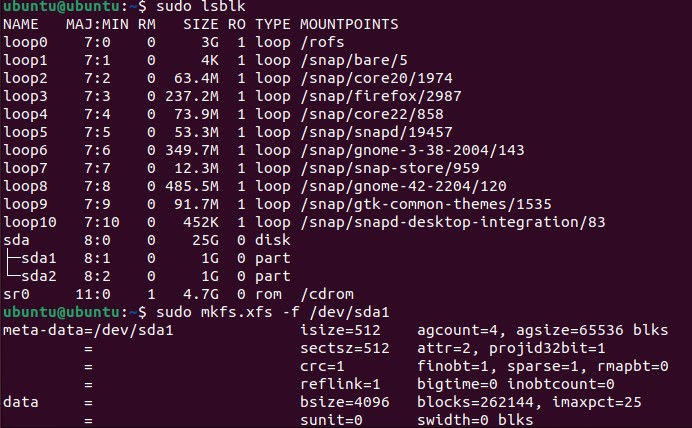 ubuntu@ubuntu:~$ sudo lsblk
NAME   MAJ:MIN RM   SIZE RO TYPE MOUNTPOINTS
loop0    7:0    0     3G  1 loop /rofs
loop1    7:1    0     4K  1 loop /snap/bare/5
loop2    7:2    0  63.4M  1 loop /snap/core20/1974
loop3    7:3    0 237.2M  1 loop /snap/firefox/2987
loop4    7:4    0  73.9M  1 loop /snap/core22/858
loop5    7:5    0  53.3M  1 loop /snap/snapd/19457
loop6    7:6    0 349.7M  1 loop /snap/gnome-3-38-2004/143
loop7    7:7    0  12.3M  1 loop /snap/snap-store/959
loop8    7:8    0 485.5M  1 loop /snap/gnome-42-2204/120
loop9    7:9    0  91.7M  1 loop /snap/gtk-common-themes/1535
loop10   7:10   0   452K  1 loop /snap/snapd-desktop-integration/83
sda      8:0    0    25G  0 disk
├─sda1   8:1    0     1G  0 part
└─sda2   8:2    0     1G  0 part
sr0     11:0    1   4.7G  0 rom  /cdrom
ubuntu@ubuntu:~$ sudo mkfs.xfs -f /dev/sda1
meta-data=/dev/sda1              isize=512    agcount=4, agsize=65536 blks
         =                       sectsz=512   attr=2, projid32bit=1
         =                       crc=1        finobt=1, sparse=1, rmapbt=0
         =                       reflink=1    bigtime=0 inobtcount=0
data     =                       bsize=4096   blocks=262144, imaxpct=25
         =                       sunit=0      swidth=0 blks